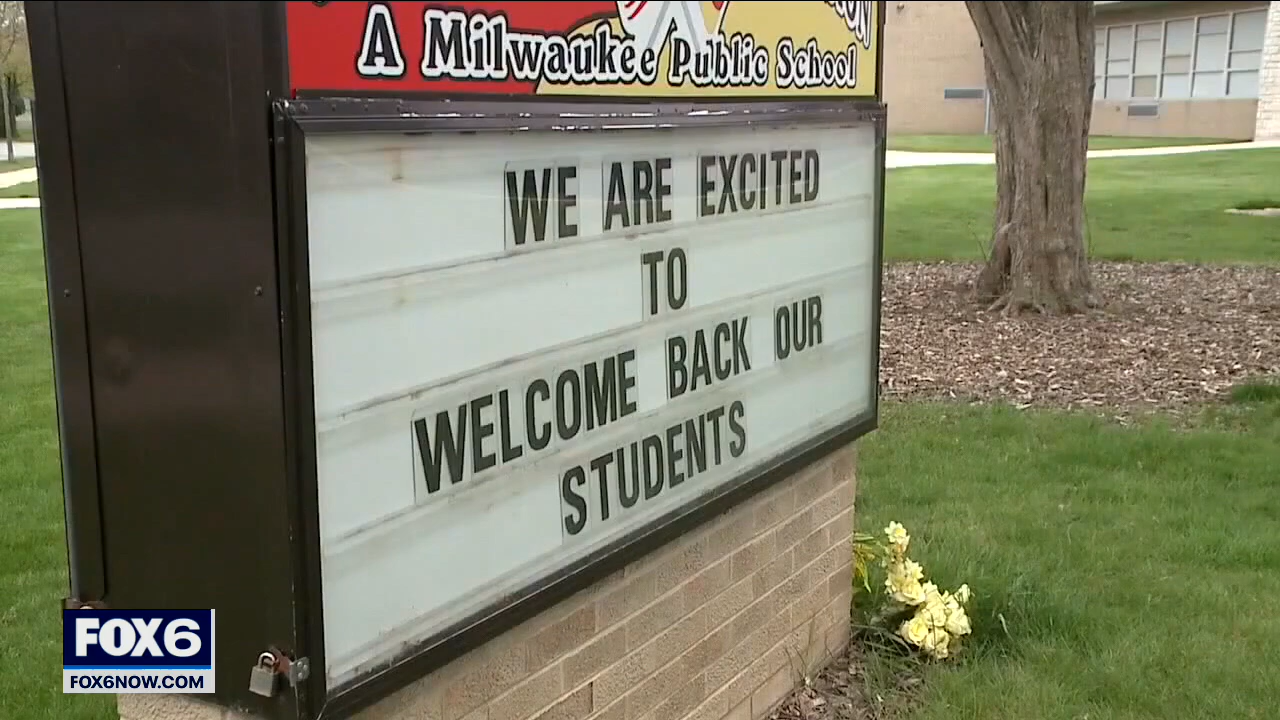 A Milwaukee Public School
WE ARE EXCITED
TO
WELCOME BACK OUR
STUDENTS
FOX6
FOX6NOW.COM